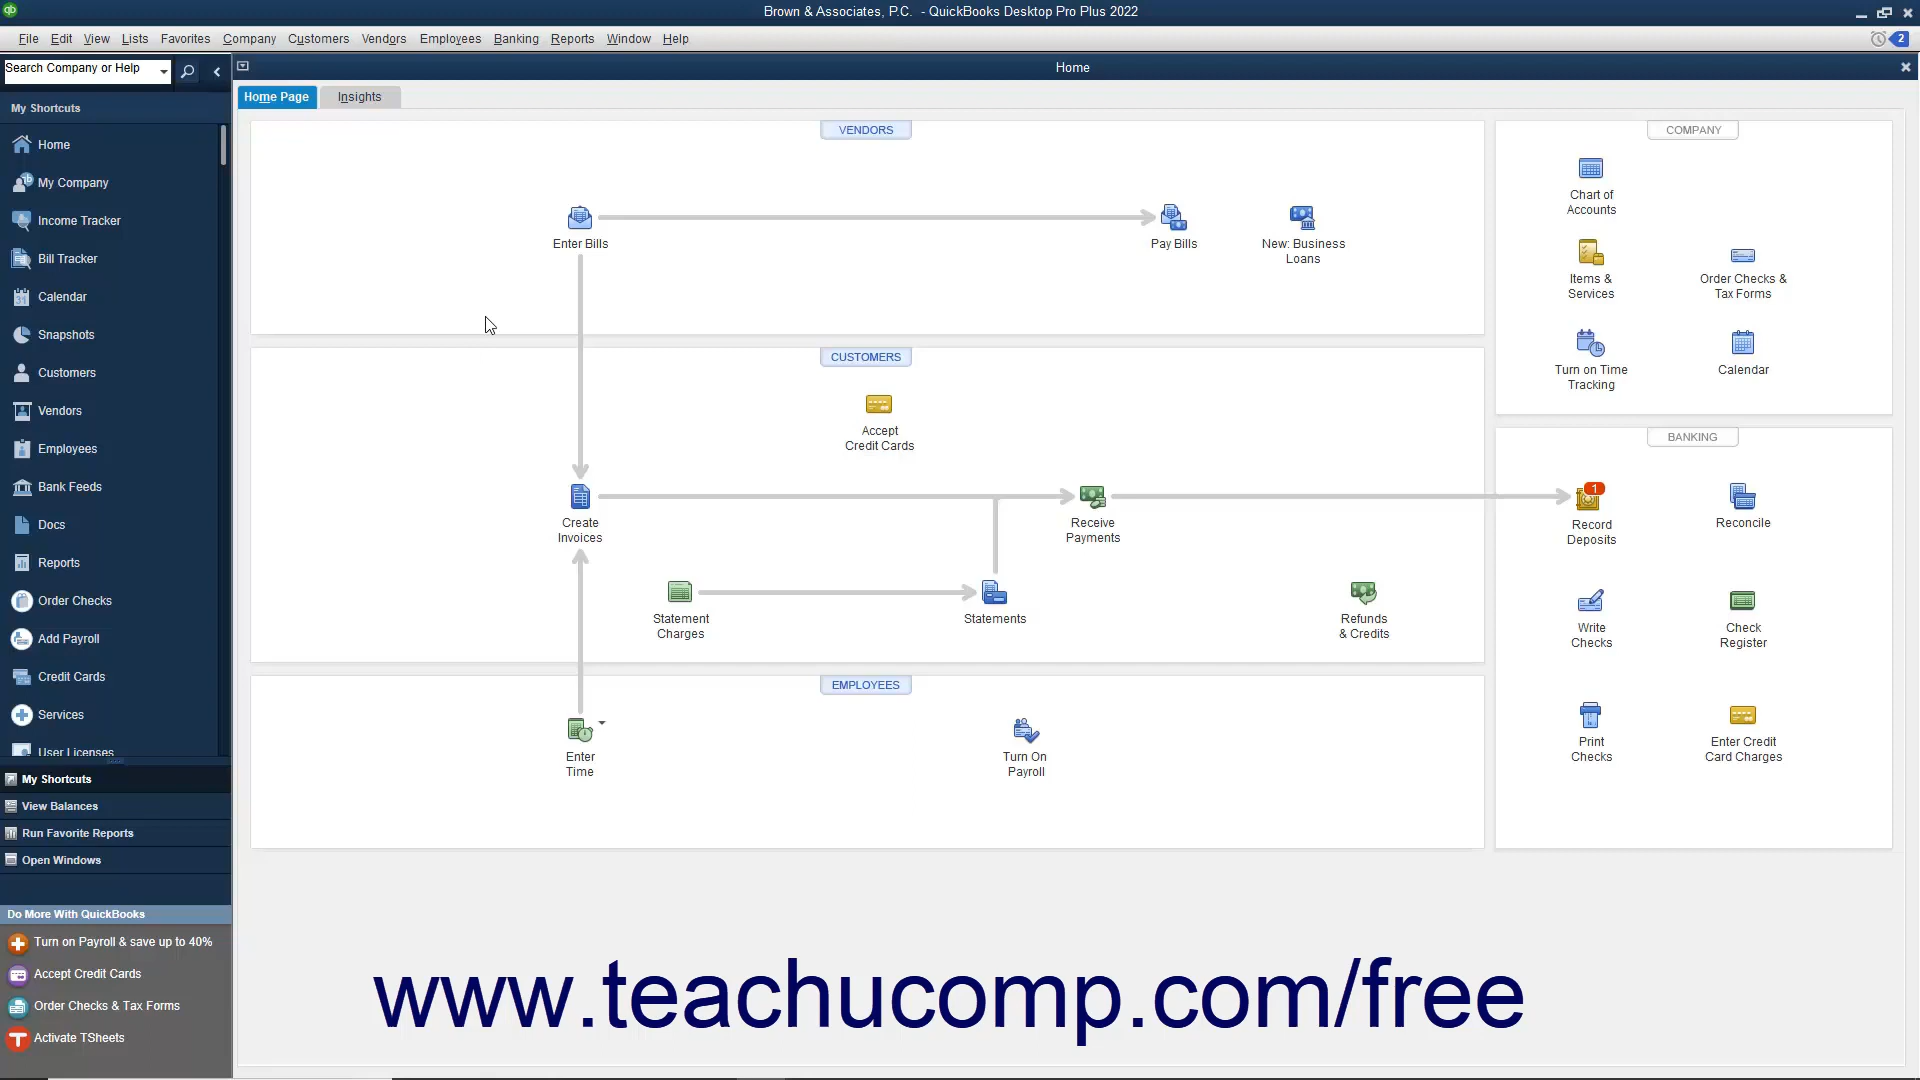 Brown & Associates, P.C. - QuickBooks Desktop Pro Plus 2022
File Edit View Lists Favorites Company Customers Vendors Employees Banking Reports Window Help
2
Search Company or Help
Home
My Shortcuts
Home
My Company
Income Tracker
Bill Tracker
Calendar
Snapshots
Customers
Vendors
Employees
Bank Feeds
Docs
Reports
Order Checks
Add Payroll
Credit Cards
Services
User Licenses
My Shortcuts
View Balances
Run Favorite Reports
Open Windows
Do More With QuickBooks
Turn on Payroll & save up to 40%
Accept Credit Cards
Order Checks & Tax Forms
Activate TSheets
Home Page
Insights
VENDORS
Enter Bills
Pay Bills
New: Business
Loans
CUSTOMERS
Accept
Credit Cards
Create
Invoices
Receive
Payments
Statement
Charges
Statements
Refunds
& Credits
EMPLOYEES
Enter
Time
Turn On
Payroll
COMPANY
Chart of
Accounts
Items &
Services
Order Checks &
Tax Forms
Turn on Time
Tracking
Calendar
BANKING
1
Record
Deposits
Reconcile
Write
Checks
Check
Register
Print
Checks
Enter Credit
Card Charges
www.teachucomp.com/free